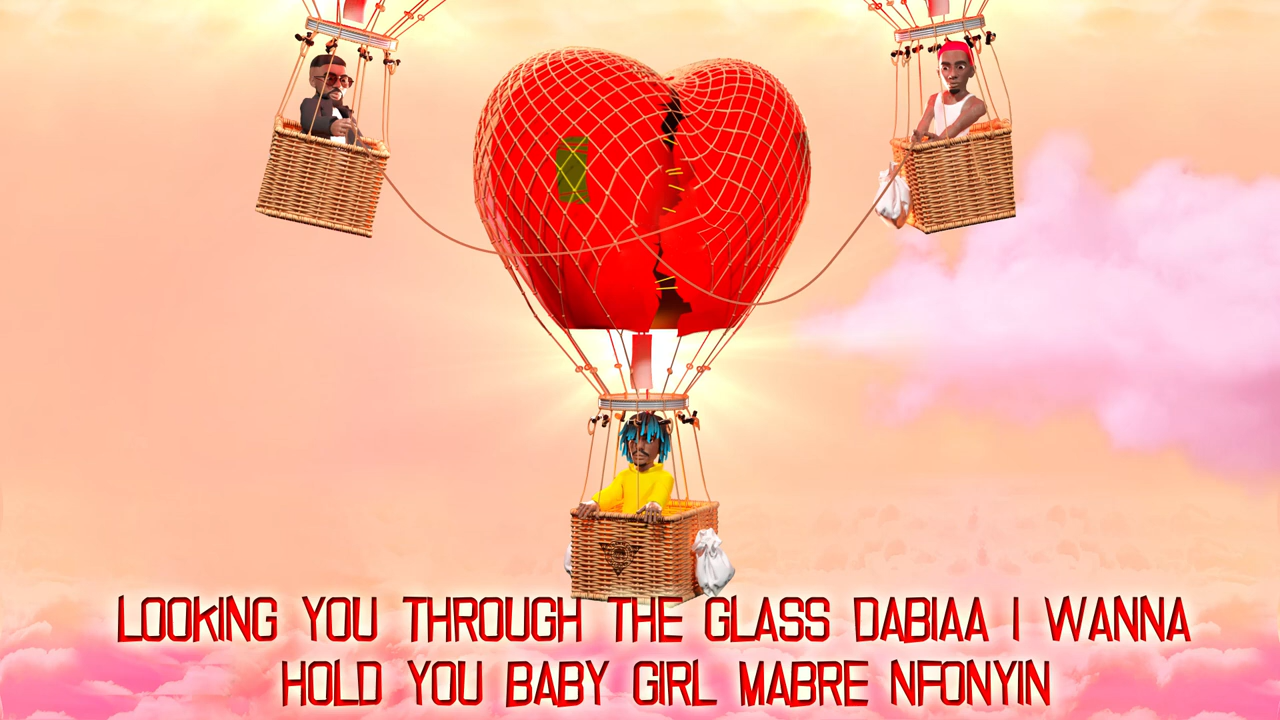 LOOKING YOU THROUGH THE GLASS DABIAA I WANNA
HOLD YOU BABY GIRL MABRE NFONYIN